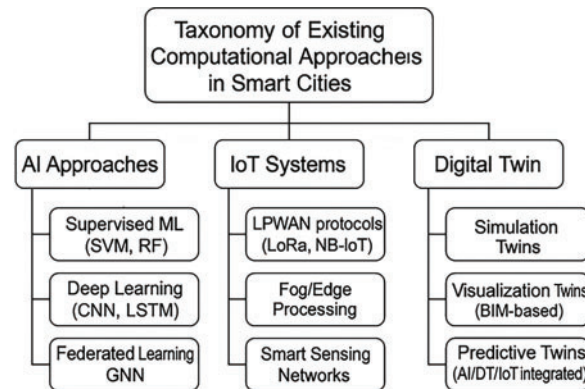 Taxonomy of Existing
Computational Approachers
in Smart Cities
AI Approaches
IoT Systems
Digital Twin
Supervised ML
(SVM, RF)
LPWAN protocols
(LoRa, NB-IoT)
Simulation
Twins
Deep Learning
(CNN, LSTM)
Fog/Edge
Processing
Visualization Twins
(BIM-based)
Federated Learning
GNN
Smart Sensing
Networks
Predictive Twins
(AI/DT/IoT integrated)